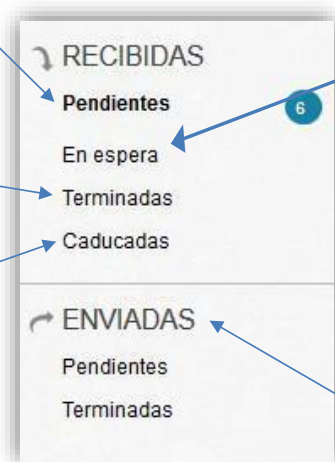 RECIBIDAS
Pendientes 6
En espera
Terminadas
Caducadas
ENVIADAS
Pendientes
Terminadas